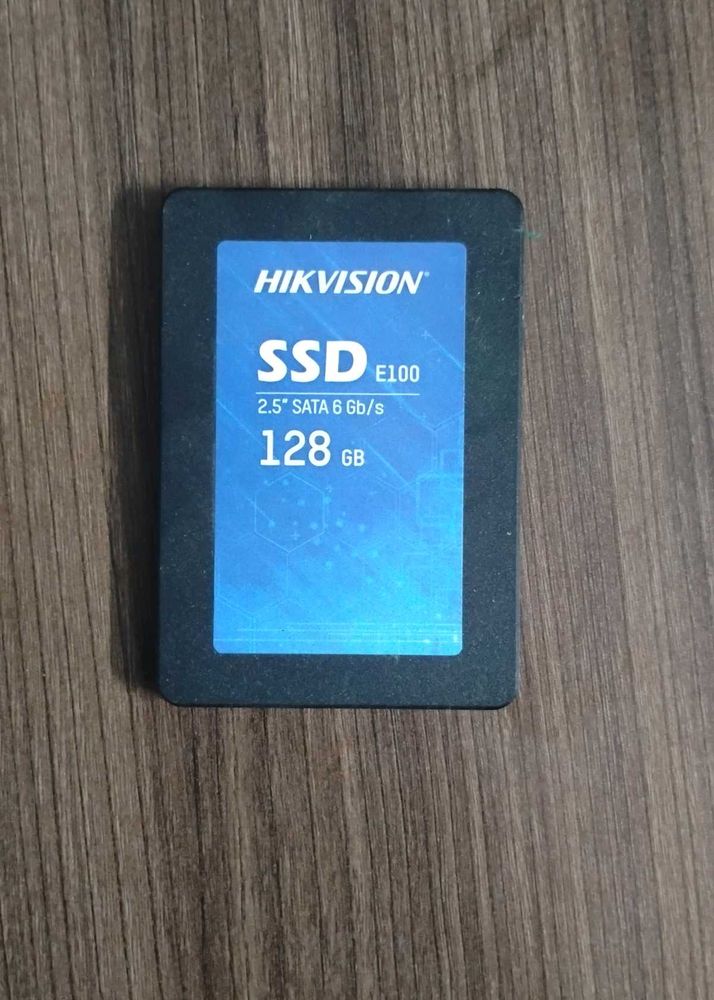 HIKVISION®
SSD E100
2.5" SATA 6 Gb/s
128 GB